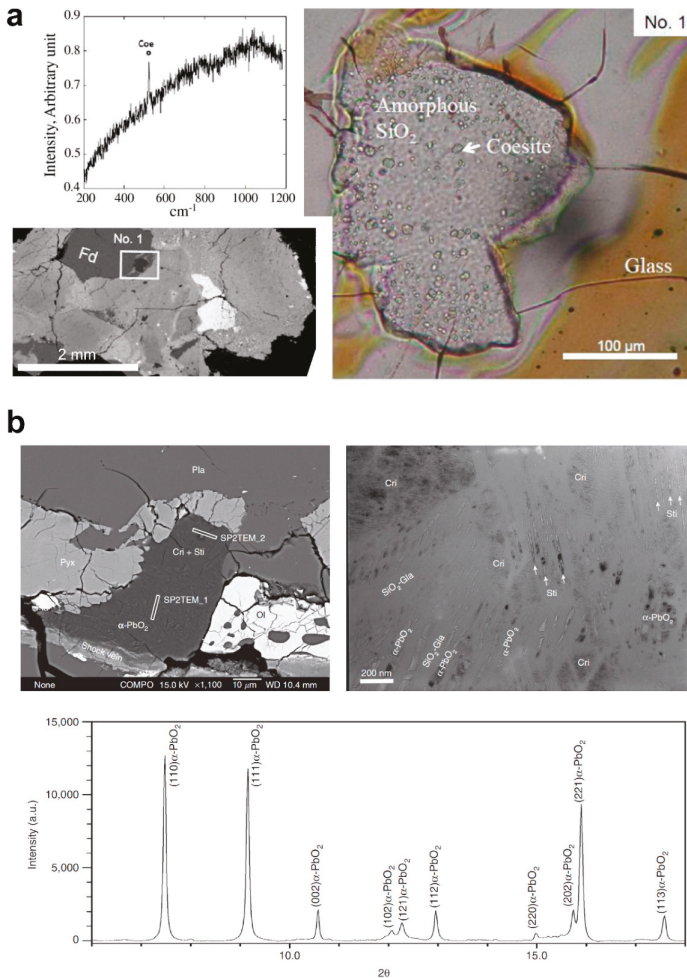 a
Intensity, Arbitrary unit
0.9
0.8
0.7
0.6
0.5
0.4
Coe
200 400 600 800 1000 1200
cm-1
No. 1
Fd
2 mm
No. 1
Amorphous
SiO2
Coesite
Glass
100 µm
b
Pla
Pyx
Cri + Sti
SP2TEM_2
SP2TEM_1
α-PbO2
Ol
Shock vein
None COMPO 15.0 kV ×1,100 10 µm WD 10.4 mm
Cri
Cri
Sti
SiO2-Gla
Cri
Sti
α-PbO2
α-PbO2
SiO2-Gla
α-PbO2
α-PbO2
Cri
200 nm
Intensity (a.u.)
15,000
10,000
5,000
0
(110)α-PbO2
(111)α-PbO2
(002)α-PbO2
(102)α-PbO2
(121)α-PbO2
(112)α-PbO2
(220)α-PbO2
(202)α-PbO2
(221)α-PbO2
(113)α-PbO2
10.0 15.0
2θ